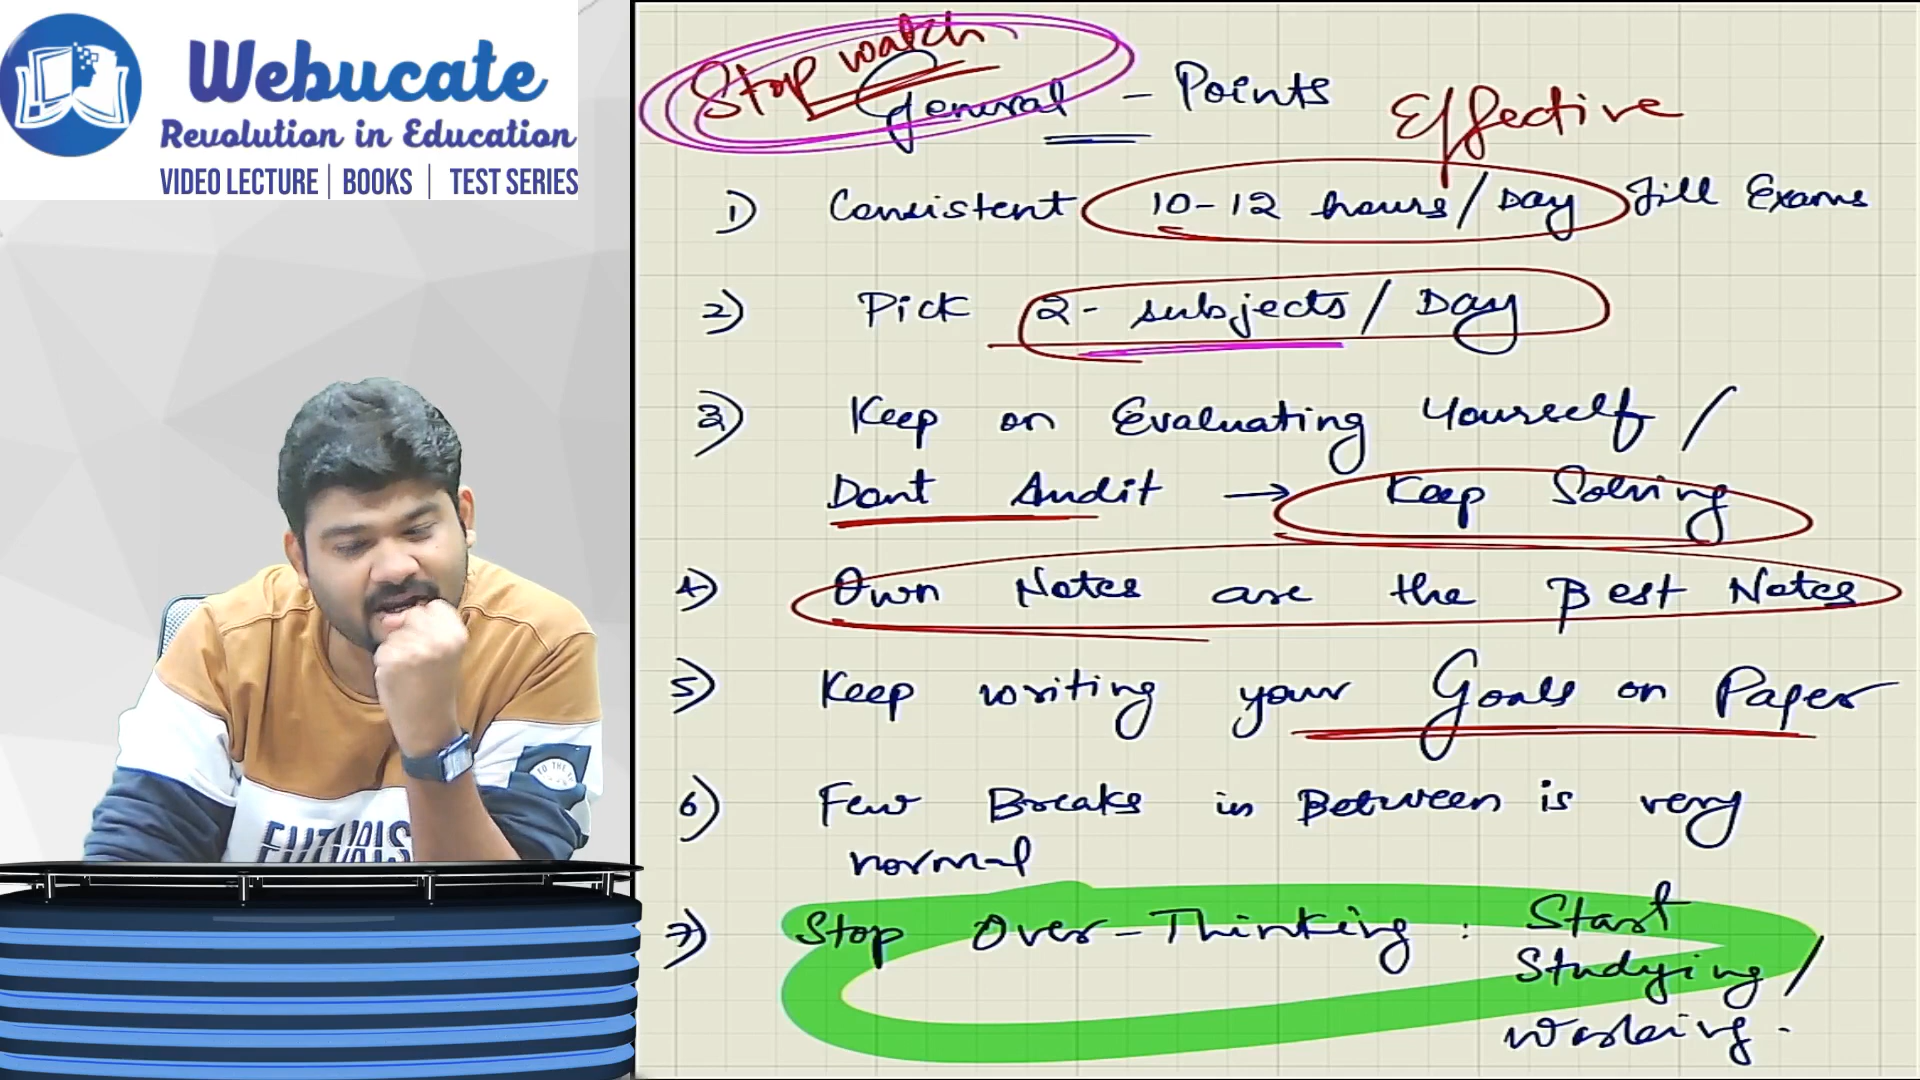 Webucate
Revolution in Education
VIDEO LECTURE | BOOKS | TEST SERIES
Stop watch
General - Points Effective
1) Consistent 10-12 hours / Day Till Exams
2) Pick 2- subjects / Day
3) Keep on Evaluating Yourself /
Dont Audit → Keep Solving
4) Own Notes are the Best Notes
5) Keep writing your Goals on Paper
6) Few Breaks in Between is very
normal
7) Stop Over-Thinking : Start
Studying /
Working.
TO THE